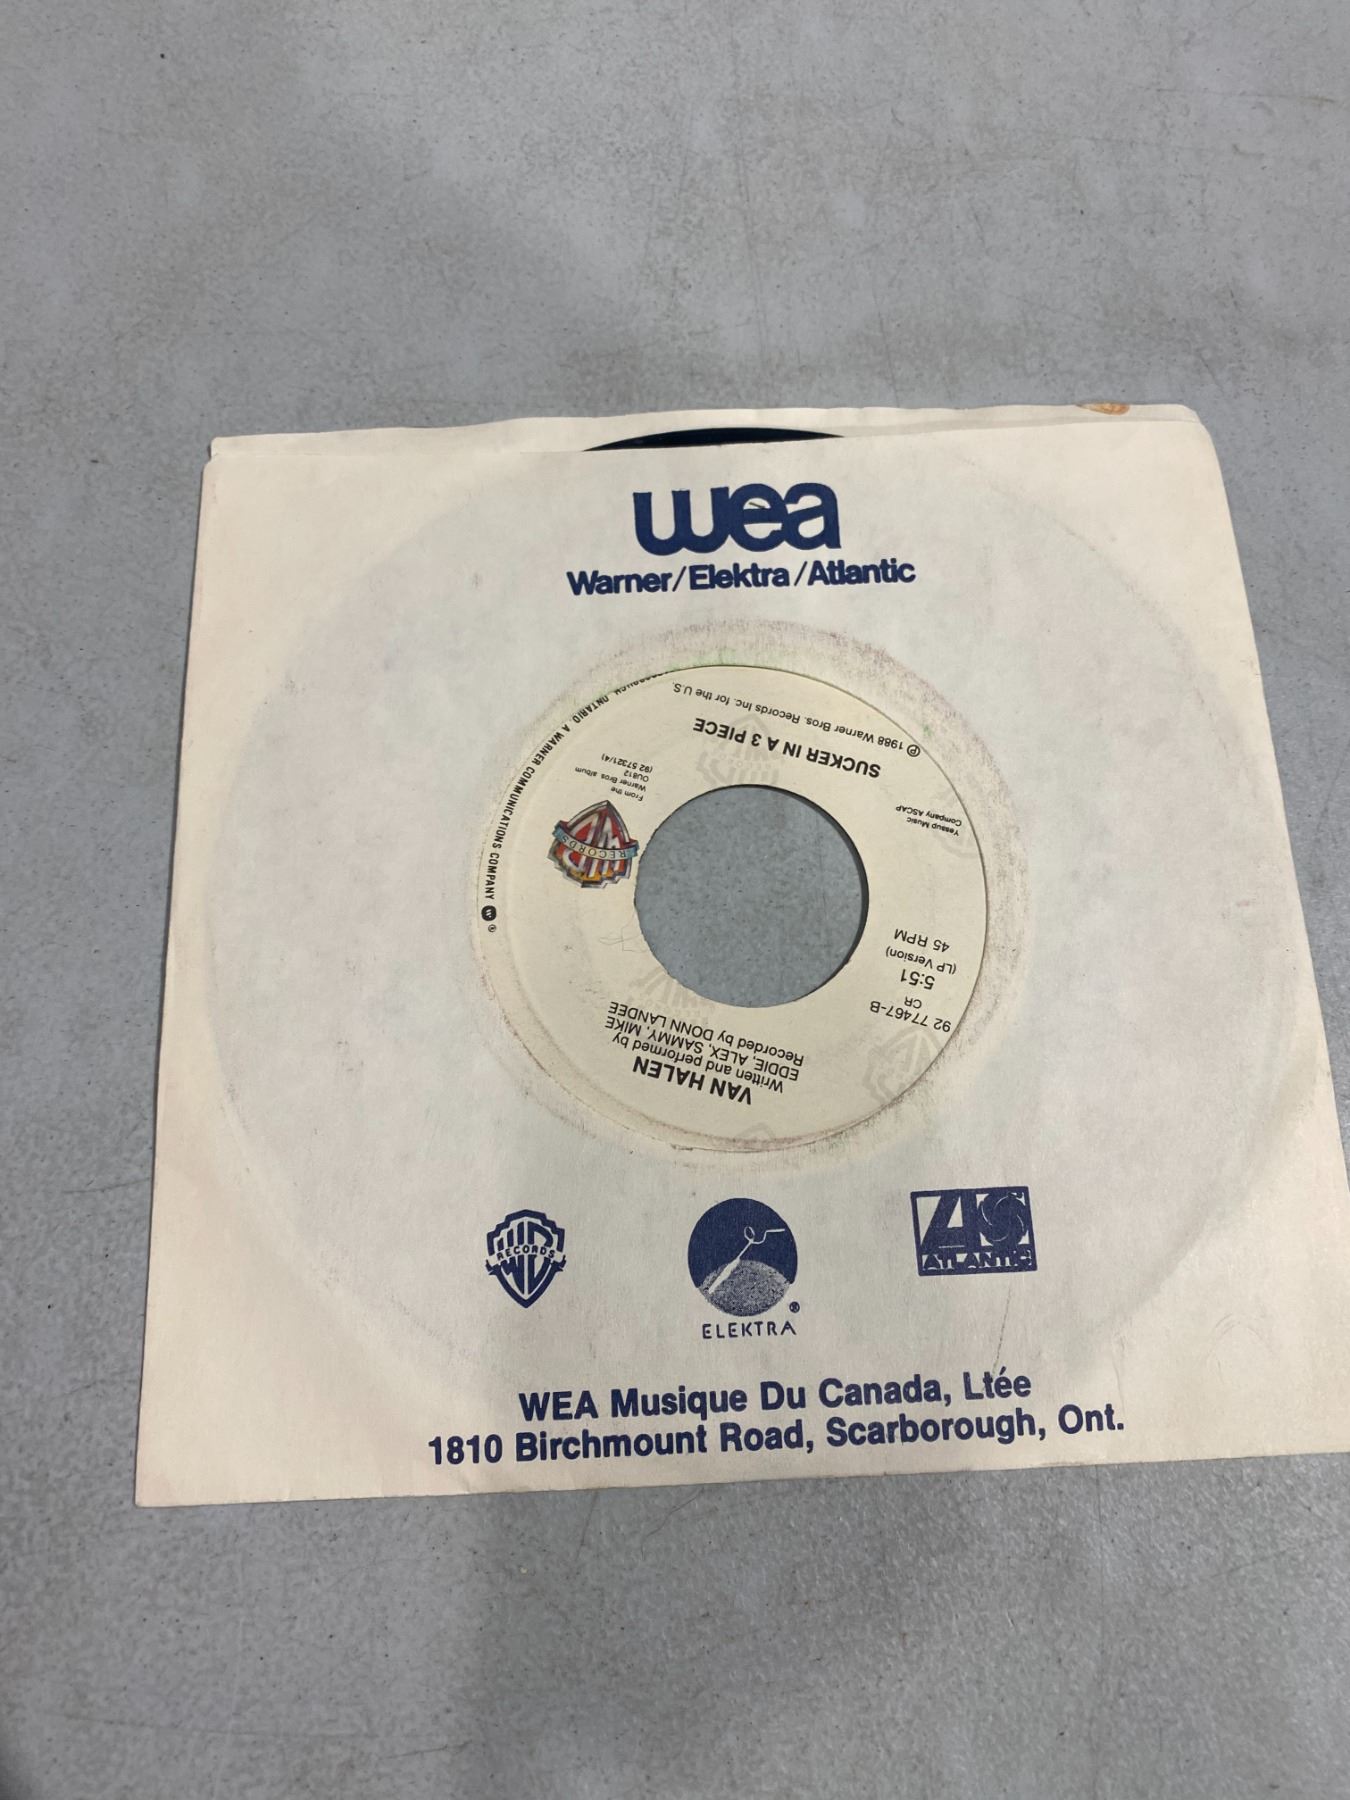 wea
Warner/Elektra/Atlantic
ONTARIO. A WARNER COMMUNICATIONS COMPANY
℗ 1988 Warner Bros. Records Inc. for the U.S.
SUCKER IN A 3 PIECE
From the
Warner Bros album
OU812
(92 57321/4)
Yessup Music
Company ASCAP
RECORDS
45 RPM
(LP Version)
5:51
CR
92 77467-B
VAN HALEN
Written and performed by
EDDIE, ALEX, SAMMY, MIKE
Recorded by DONN LANDEE
RECORDS
ELEKTRA
ATLANTIC
WEA Musique Du Canada, Ltée
1810 Birchmount Road, Scarborough, Ont.